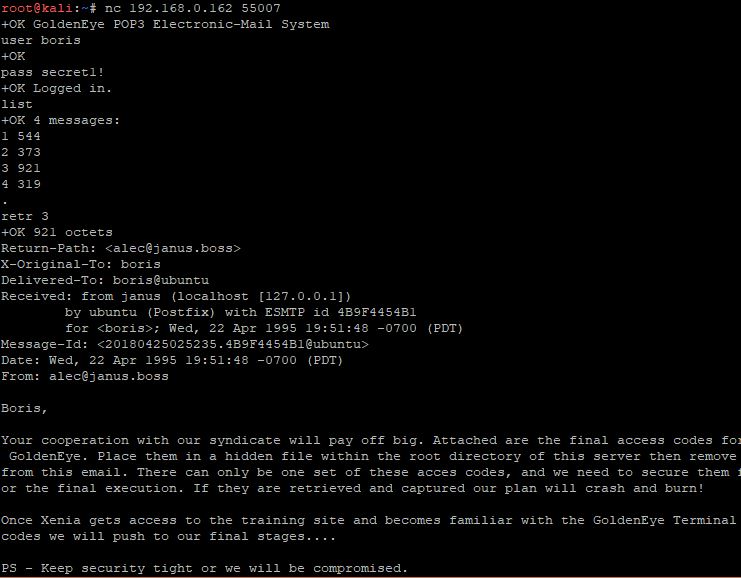 root@kali:~# nc 192.168.0.162 55007
+OK GoldenEye POP3 Electronic-Mail System
user boris
+OK
pass secret1!
+OK Logged in.
list
+OK 4 messages:
1 544
2 373
3 921
4 319
.
retr 3
+OK 921 octets
Return-Path: <alec@janus.boss>
X-Original-To: boris
Delivered-To: boris@ubuntu
Received: from janus (localhost [127.0.0.1])
        by ubuntu (Postfix) with ESMTP id 4B9F4454B1
        for <boris>; Wed, 22 Apr 1995 19:51:48 -0700 (PDT)
Message-Id: <20180425025235.4B9F4454B1@ubuntu>
Date: Wed, 22 Apr 1995 19:51:48 -0700 (PDT)
From: alec@janus.boss

Boris,

Your cooperation with our syndicate will pay off big. Attached are the final access codes for
 GoldenEye. Place them in a hidden file within the root directory of this server then remove
from this email. There can only be one set of these acces codes, and we need to secure them f
or the final execution. If they are retrieved and captured our plan will crash and burn!

Once Xenia gets access to the training site and becomes familiar with the GoldenEye Terminal
codes we will push to our final stages....

PS - Keep security tight or we will be compromised.